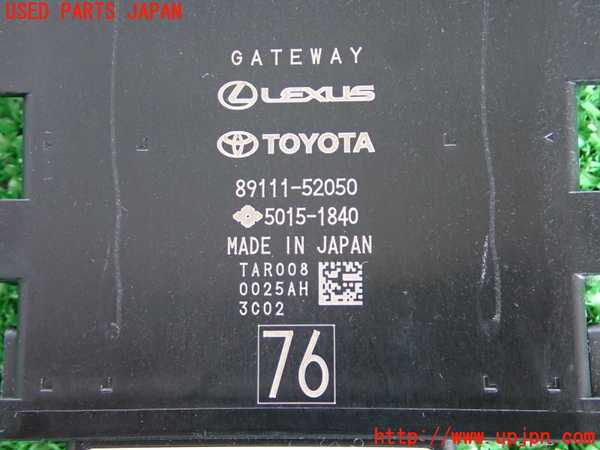 USED PARTS JAPAN
GATEWAY
LEXUS
TOYOTA
89111-52050
5015-1840
MADE IN JAPAN
TAR008
0025AH
3C02
76
http://www.upjpn.com